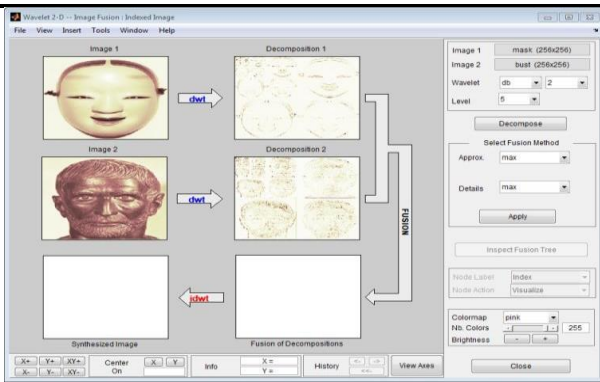 Wavelet 2-D -- Image Fusion : Indexed Image
File View Insert Tools Window Help
Image 1
Decomposition 1
dwt
Image 2
Decomposition 2
dwt
FUSION
idwt
Synthesized Image
Fusion of Decompositions
Image 1 mask (256x256)
Image 2 bust (256x256)
Wavelet db 2
Level 5
Decompose
Select Fusion Method
Approx. max
Details max
Apply
Inspect Fusion Tree
Node Label Index
Node Action Visualize
Colormap pink
Nb. Colors 255
Brightness - +
X+ Y+ XY+
X- Y- XY-
Center
On
X Y
Info
X =
Y =
History
<- ->
<<-
View Axes
Close